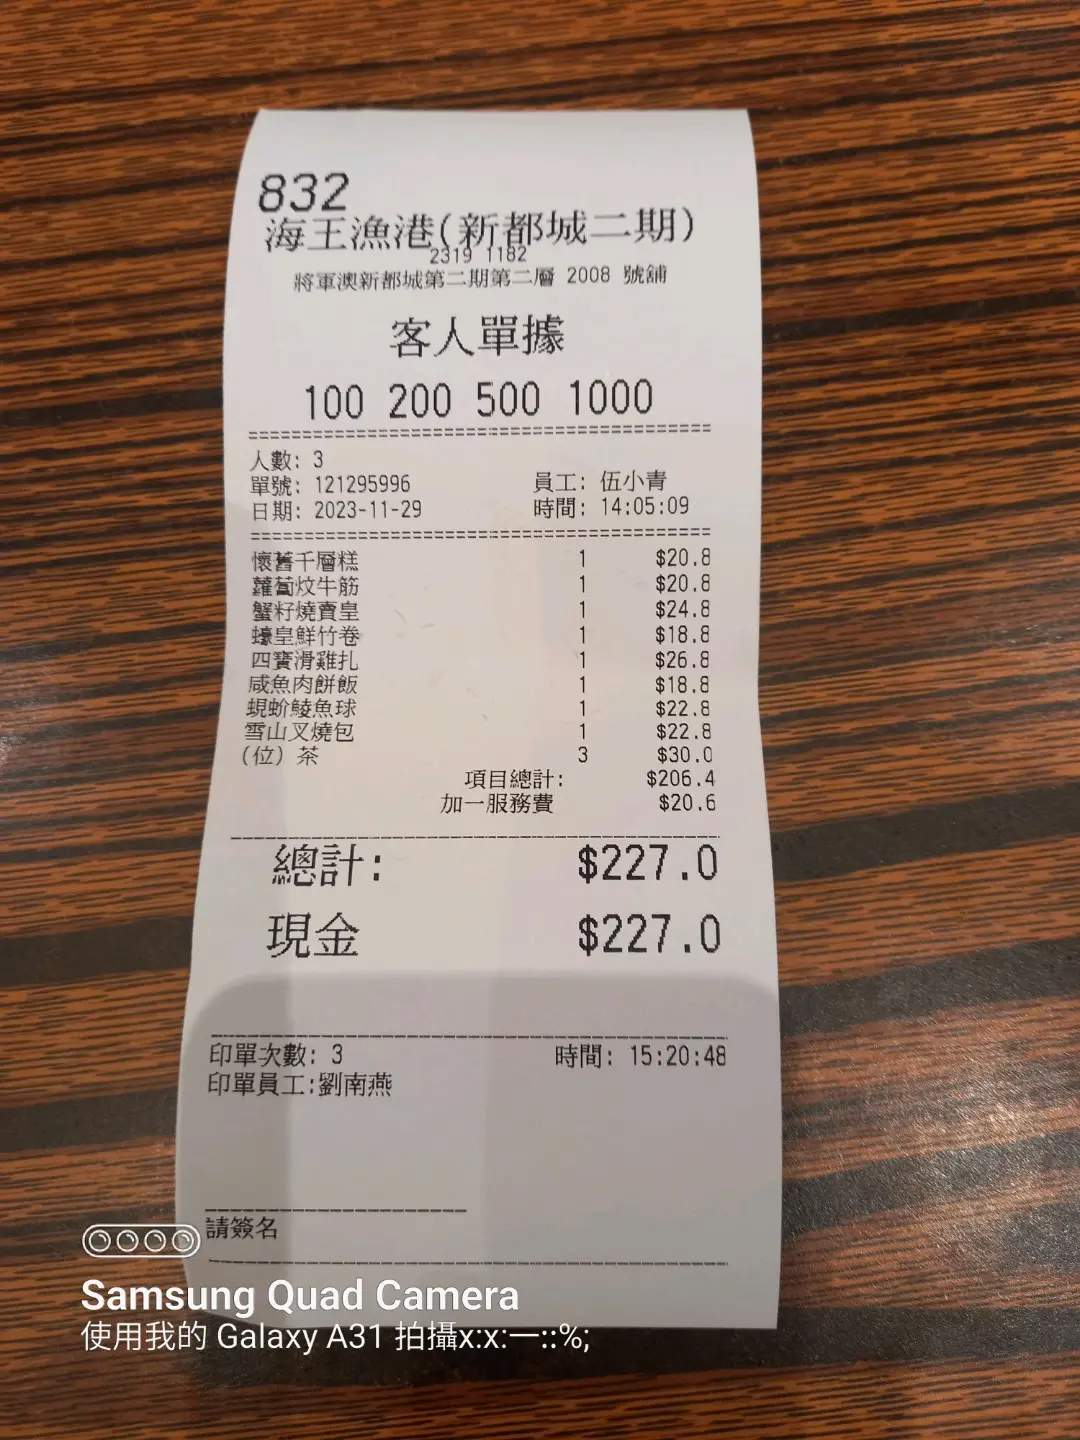 832
海王漁港(新都城二期)
2319 1182
將軍澳新都城第二期第二層 2008 號舖
客人單據
100 200 500 1000
人數: 3
單號: 121295996 員工: 伍小青
日期: 2023-11-29 時間: 14:05:09
懷舊千層糕 1 $20.8
蘿蔔炆牛筋 1 $20.8
蟹籽燒賣皇 1 $24.8
蠔皇鮮竹卷 1 $18.8
四寶滑雞扎 1 $26.8
咸魚肉餅飯 1 $18.8
蜆蚧鯪魚球 1 $22.8
雪山叉燒包 1 $22.8
(位) 茶 3 $30.0
項目總計: $206.4
加一服務費 $20.6
總計: $227.0
現金 $227.0
印單次數: 3 時間: 15:20:48
印單員工:劉南燕
請簽名
Samsung Quad Camera
使用我的 Galaxy A31 拍攝x:x:一::%;